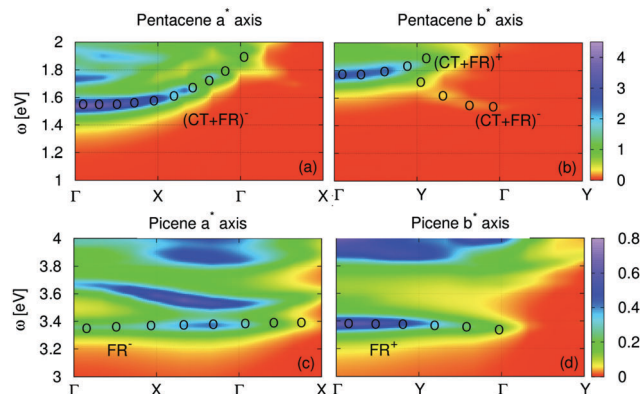 Pentacene a* axis
Pentacene b* axis
ω [eV]
2
1.8
1.6
1.4
1.2
1
(CT+FR)⁻
(a)
Γ X Γ X
(CT+FR)⁺
(CT+FR)⁻
(b)
Γ Y Γ Y
4
3
2
1
0
Picene a* axis
Picene b* axis
ω [eV]
4
3.8
3.6
3.4
3.2
3
FR⁻
(c)
Γ X Γ X
FR⁺
(d)
Γ Y Γ Y
0.8
0.6
0.4
0.2
0